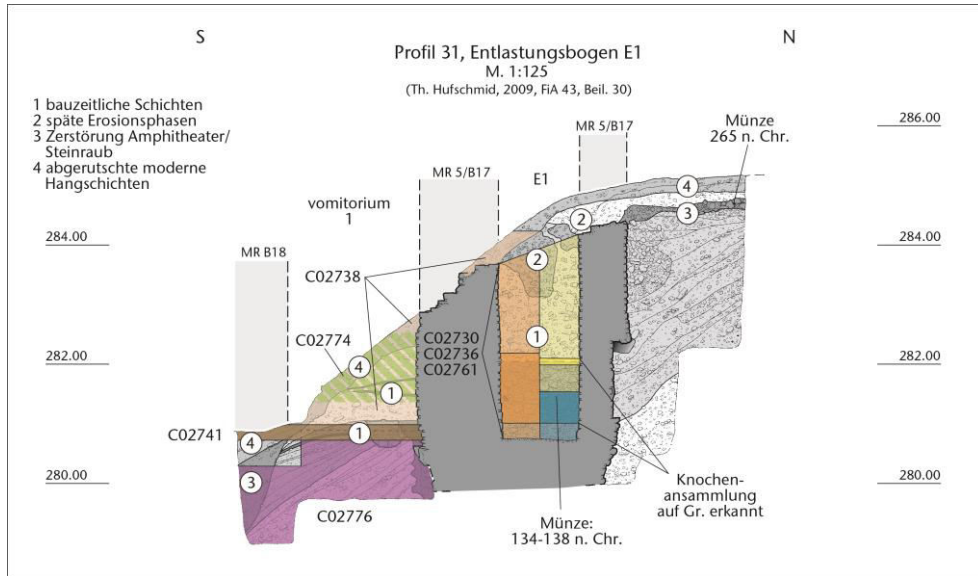 S
N
Profil 31, Entlastungsbogen E1
M. 1:125
(Th. Hufschmid, 2009, FiA 43, Beil. 30)
1 bauzeitliche Schichten
2 späte Erosionsphasen
3 Zerstörung Amphitheater/
Steinraub
4 abgerutschte moderne
Hangschichten
Münze
265 n. Chr.
286.00
MR 5/B17
MR 5/B17
E1
vomitorium
1
4
3
2
284.00
284.00
MR B18
C02738
2
C02774
C02730
C02736
C02761
1
4
1
282.00
282.00
C02741
1
4
3
280.00
280.00
C02776
Knochen-
ansammlung
auf Gr. erkannt
Münze:
134-138 n. Chr.